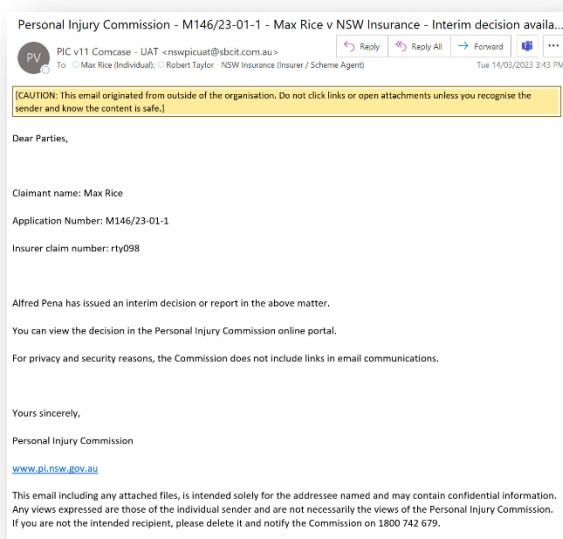 Personal Injury Commission - M146/23-01-1 - Max Rice v NSW Insurance - Interim decision availa...
PV
PIC v11 Comcase - UAT <nswpicuat@sbcit.com.au>
To Max Rice (Individual); Robert Taylor - NSW Insurance (Insurer / Scheme Agent)
Reply
Reply All
Forward
Tue 14/03/2023 3:43 PM
[CAUTION: This email originated from outside of the organisation. Do not click links or open attachments unless you recognise the
sender and know the content is safe.]
Dear Parties,
Claimant name: Max Rice
Application Number: M146/23-01-1
Insurer claim number: rty098
Alfred Pena has issued an interim decision or report in the above matter.
You can view the decision in the Personal Injury Commission online portal.
For privacy and security reasons, the Commission does not include links in email communications.
Yours sincerely,
Personal Injury Commission
www.pi.nsw.gov.au
This email including any attached files, is intended solely for the addressee named and may contain confidential information.
Any views expressed are those of the individual sender and are not necessarily the views of the Personal Injury Commission.
If you are not the intended recipient, please delete it and notify the Commission on 1800 742 679.